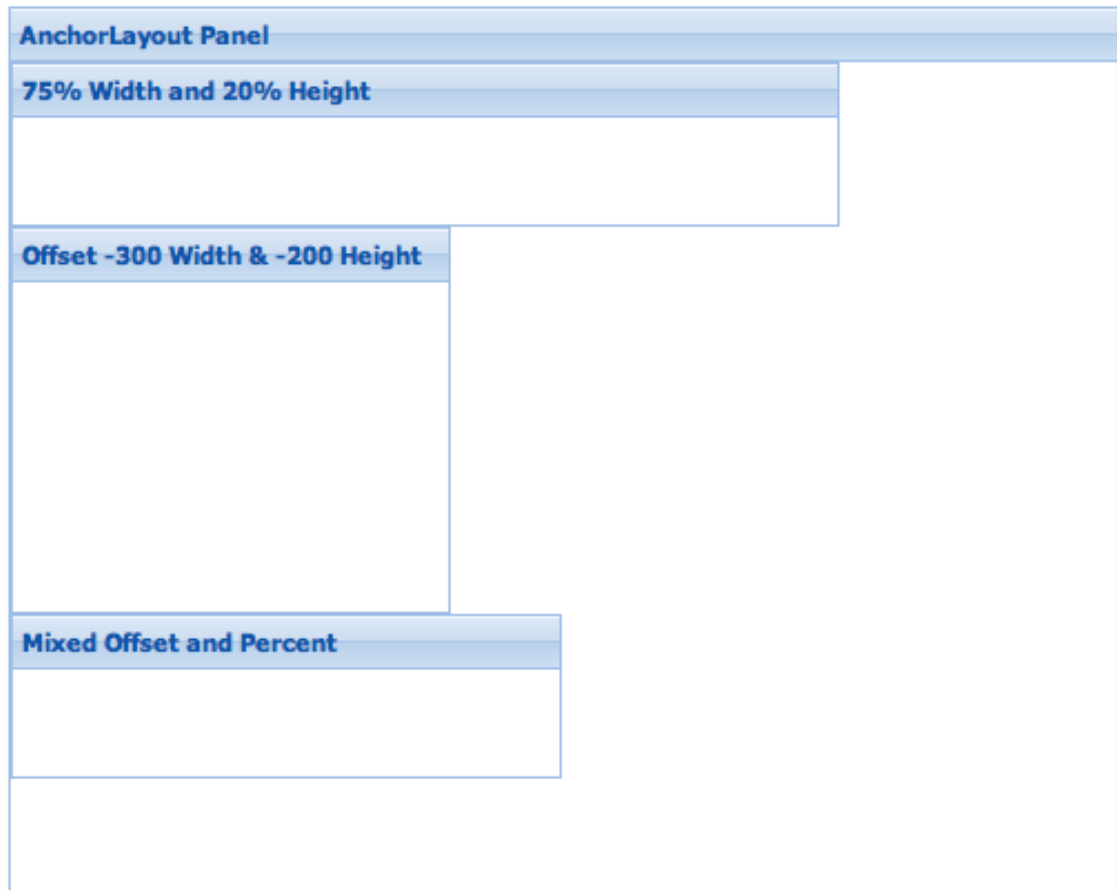 AnchorLayout Panel
75% Width and 20% Height
Offset -300 Width & -200 Height
Mixed Offset and Percent